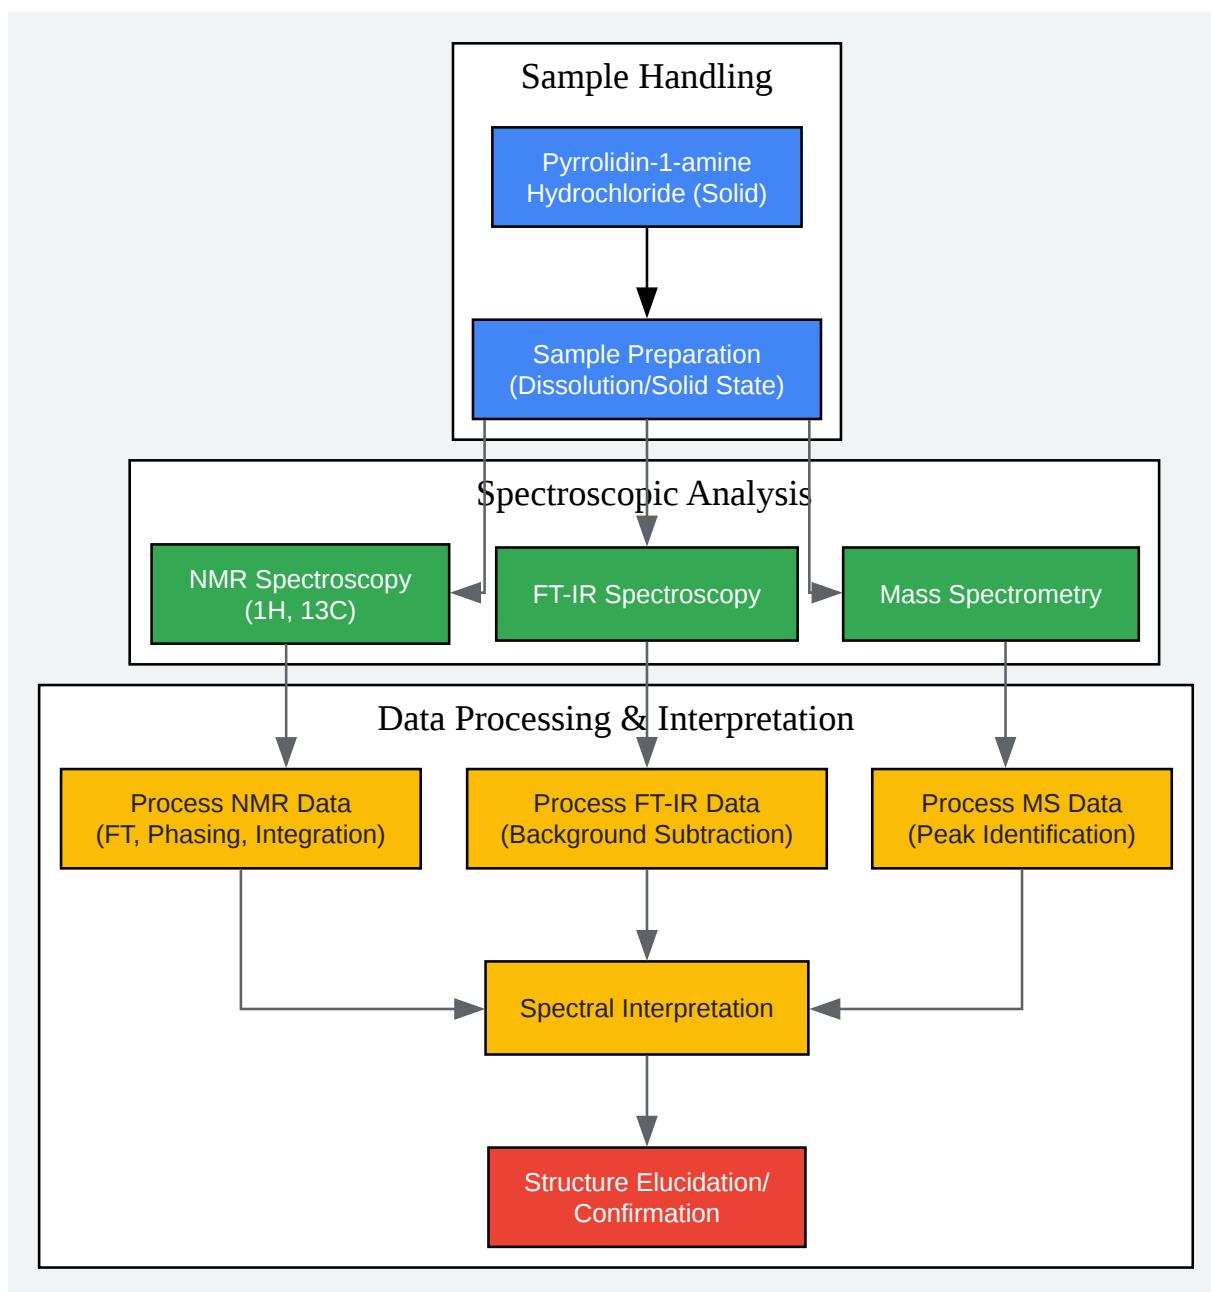 Sample Handling
Pyrrolidin-1-amine
Hydrochloride (Solid)
Sample Preparation
(Dissolution/Solid State)
Spectroscopic Analysis
NMR Spectroscopy
(1H, 13C)
FT-IR Spectroscopy
Mass Spectrometry
Data Processing & Interpretation
Process NMR Data
(FT, Phasing, Integration)
Process FT-IR Data
(Background Subtraction)
Process MS Data
(Peak Identification)
Spectral Interpretation
Structure Elucidation/
Confirmation